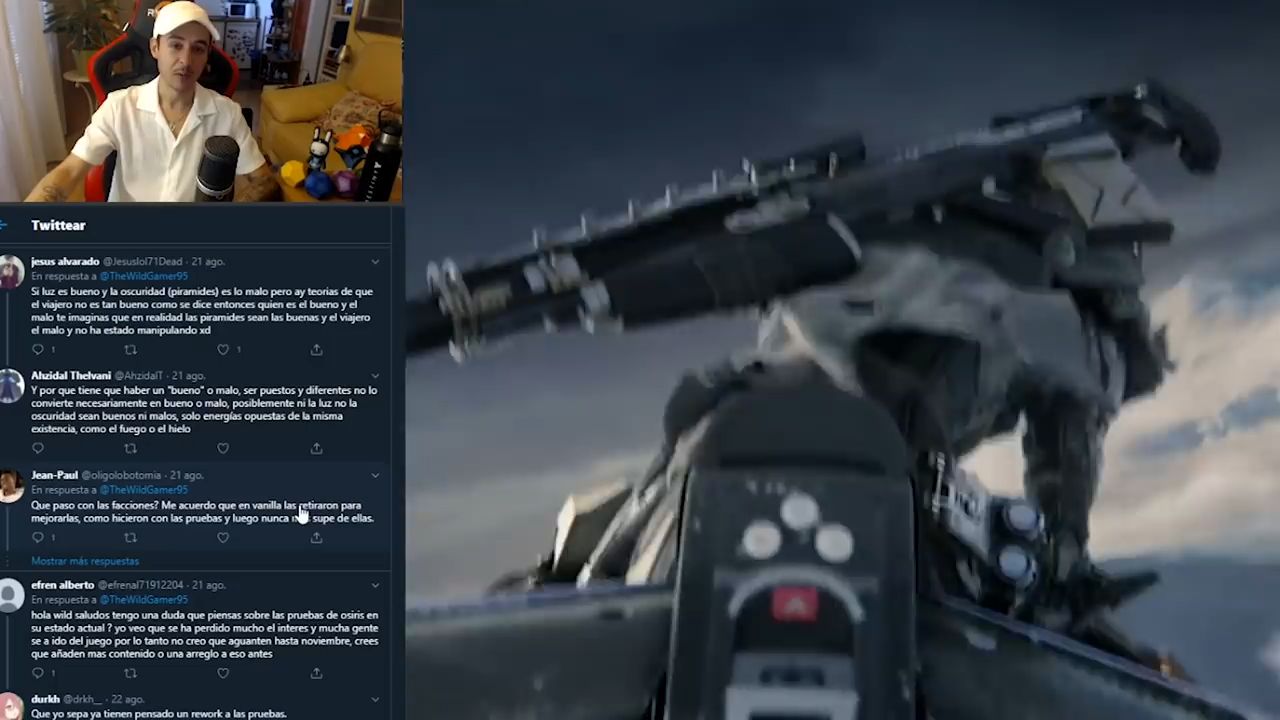 Twittear
jesus alvarado @Jesuslol71Dead · 21 ago.
En respuesta a @TheWildGamer95
Si luz es bueno y la oscuridad (piramides) es lo malo pero ay teorias de que
el viajero no es tan bueno como se dice entonces quien es el bueno y el
malo te imaginas que en realidad las piramides sean las buenas y el viajero
el malo y no ha estado manipulando xd
1
1
Ahzidal Thelvani @AhzidalT · 21 ago.
Y por que tiene que haber un "bueno" o malo, ser puestos y diferentes no lo
convierte necesariamente en bueno o malo, posiblemente ni la luz no la
oscuridad sean buenos ni malos, solo energías opuestas de la misma
existencia, como el fuego o el hielo
Jean-Paul @oligolobotomia · 21 ago.
En respuesta a @TheWildGamer95
Que paso con las facciones? Me acuerdo que en vanilla las retiraron para
mejorarlas, como hicieron con las pruebas y luego nunca supe de ellas.
1
Mostrar más respuestas
efren alberto @efrenal71912204 · 21 ago.
En respuesta a @TheWildGamer95
hola wild saludos tengo una duda que piensas sobre las pruebas de osiris en
su estado actual ? yo veo que se ha perdido mucho el interes y mucha gente
se a ido del juego por lo tanto no creo que aguanten hasta noviembre, crees
que añaden mas contenido o una arreglo a eso antes
1
durkh @drkh__ · 22 ago.
Que yo sepa ya tienen pensado un rework a las pruebas.